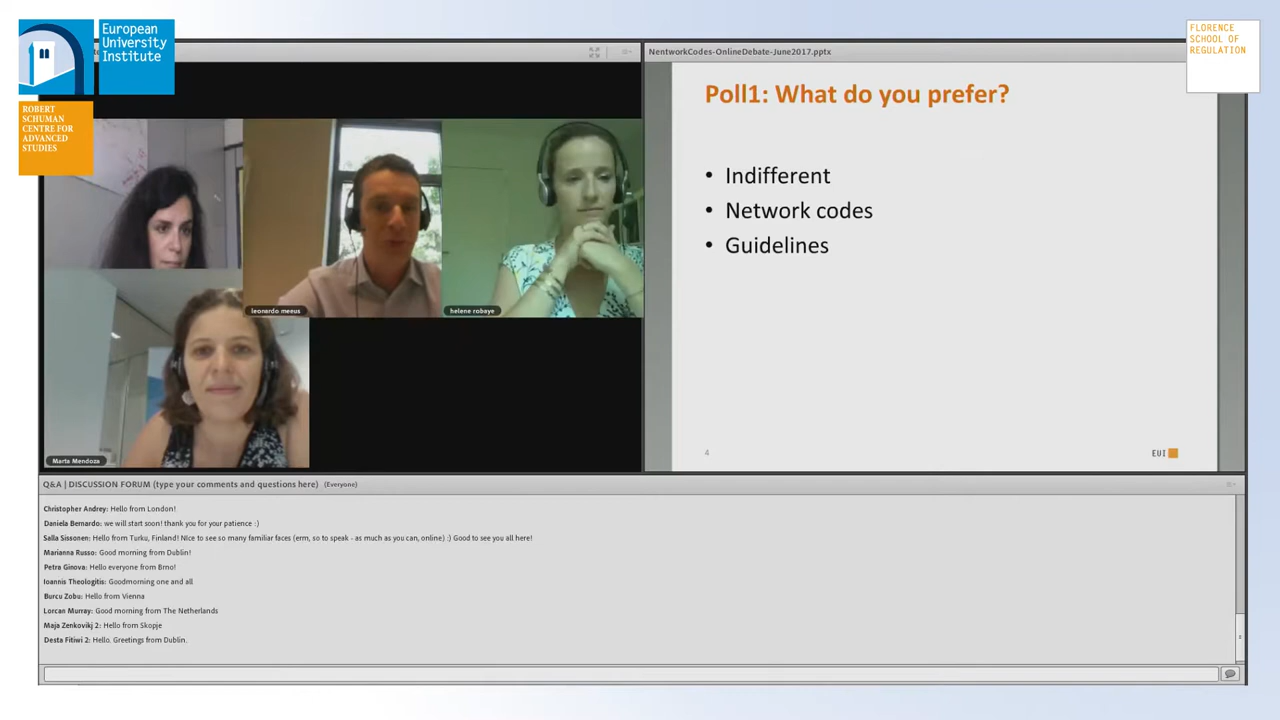 European
University
Institute
ROBERT
SCHUMAN
CENTRE FOR
ADVANCED
STUDIES
FLORENCE
SCHOOL OF
REGULATION
NentworkCodes-OnlineDebate-June2017.pptx
leonardo meeus
helene robaye
Marta Mendoza
Poll1: What do you prefer?
• Indifferent
• Network codes
• Guidelines
4
EUI
Q&A | DISCUSSION FORUM (type your comments and questions here) (Everyone)
Christopher Andrey: Hello from London!
Daniela Bernardo: we will start soon! thank you for your patience :)
Salla Sissonen: Hello from Turku, Finland! Nice to see so many familiar faces (erm, so to speak - as much as you can, online) :) Good to see you all here!
Marianna Russo: Good morning from Dublin!
Petra Ginova: Hello everyone from Brno!
Ioannis Theologitis: Goodmorning one and all
Burcu Zobu: Hello from Vienna
Lorcan Murray: Good morning from The Netherlands
Maja Zenkovikj 2: Hello from Skopje
Desta Fitiwi 2: Hello. Greetings from Dublin.